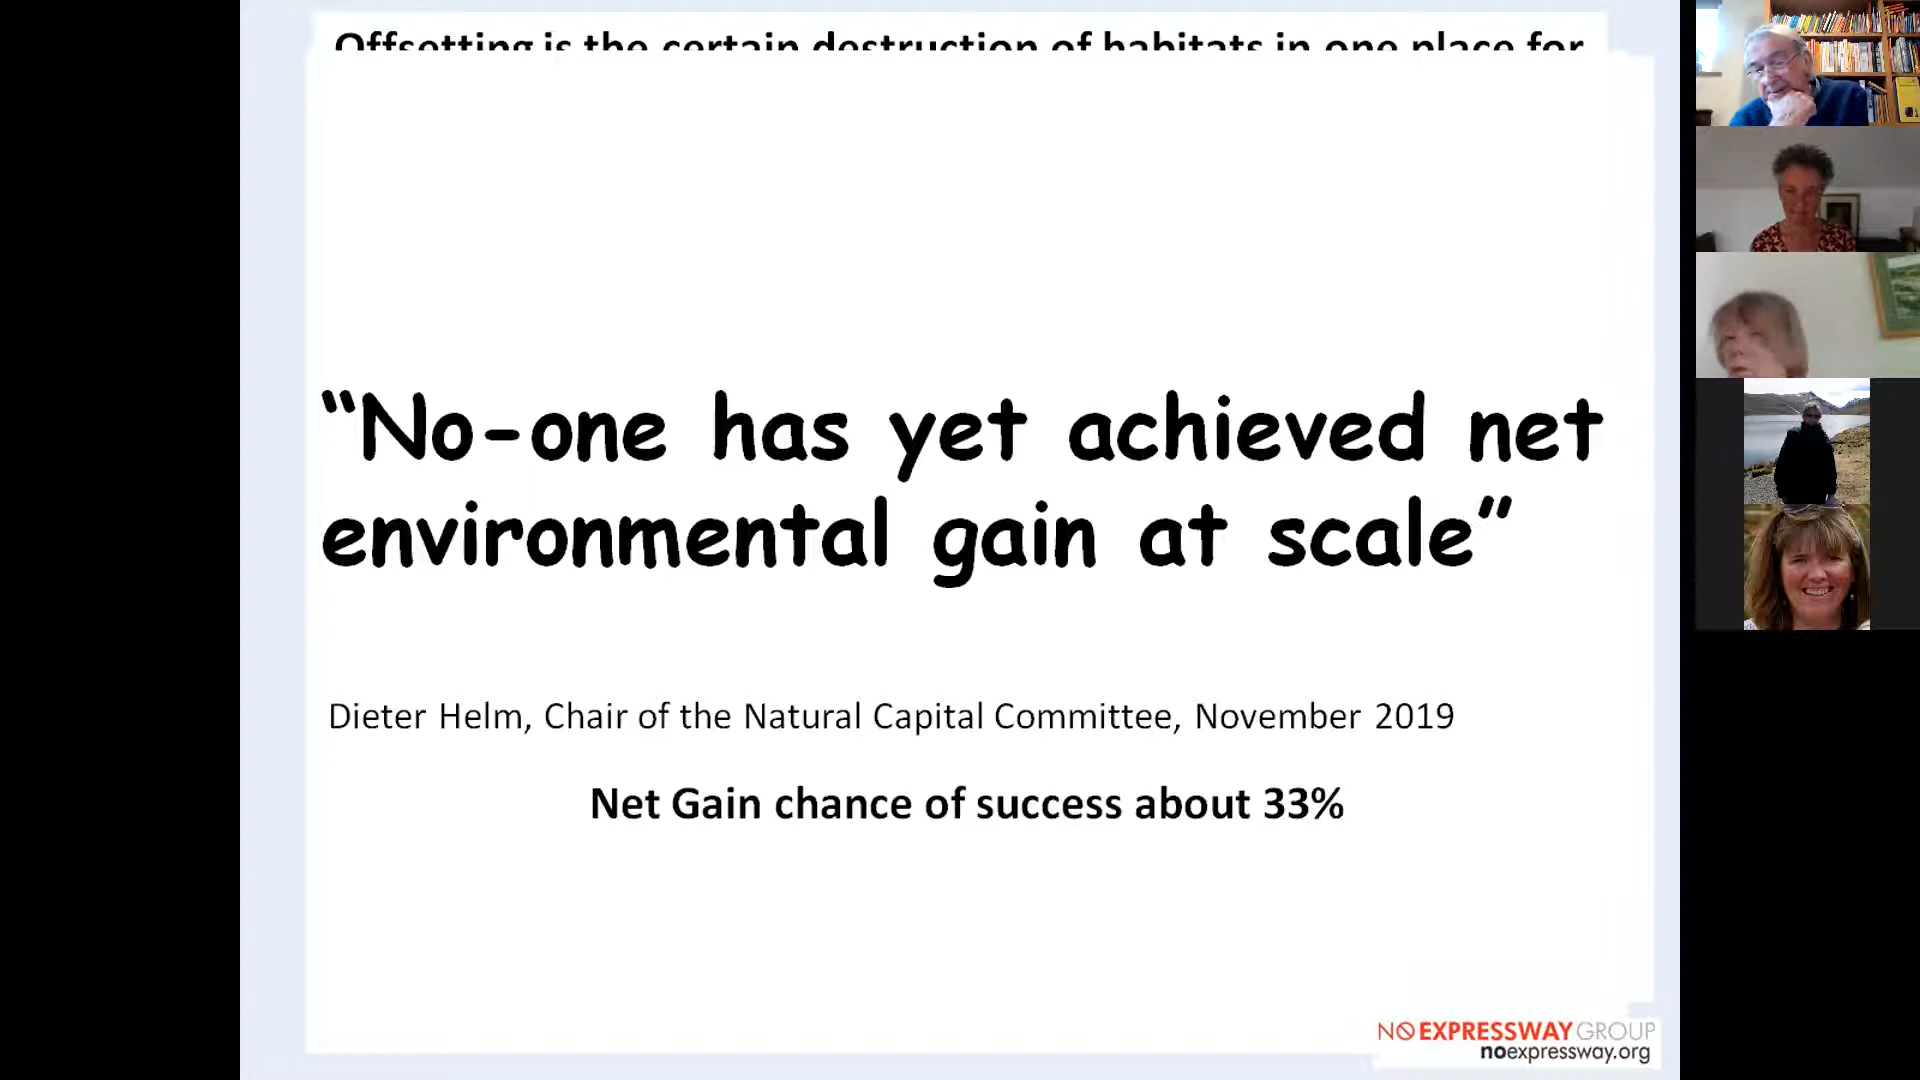 Offsetting is the certain destruction of habitats in one place for
“No-one has yet achieved net
environmental gain at scale”
Dieter Helm, Chair of the Natural Capital Committee, November 2019
Net Gain chance of success about 33%
NO EXPRESSWAY GROUP
noexpressway.org